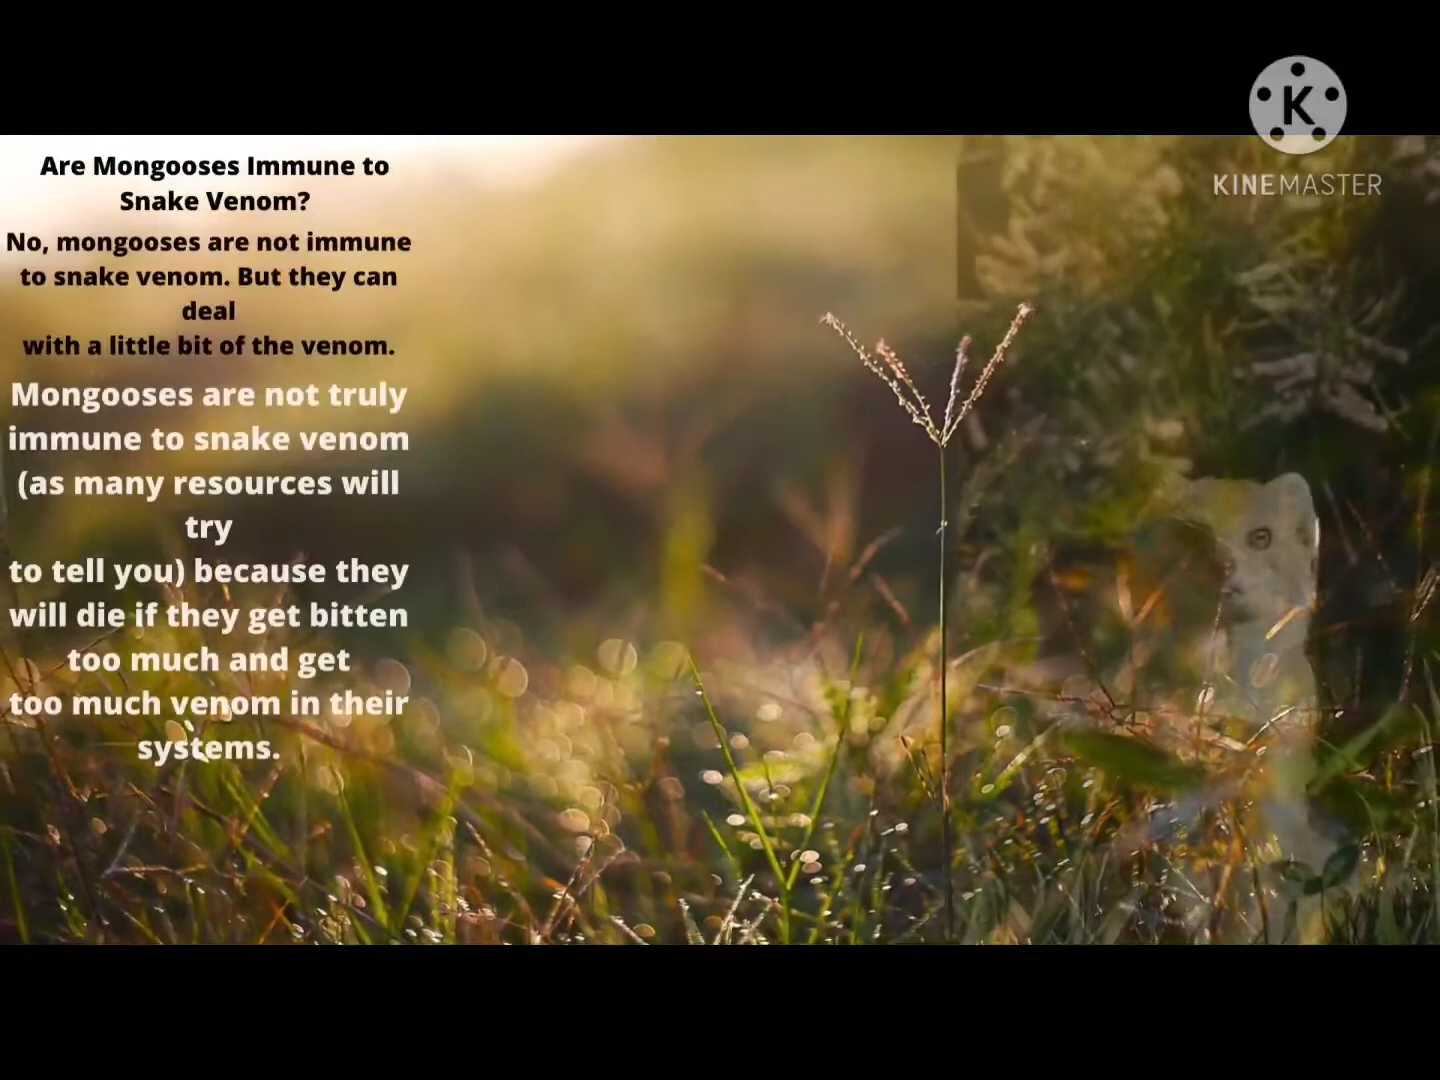 Are Mongooses Immune to
Snake Venom?
No, mongooses are not immune
to snake venom. But they can
deal
with a little bit of the venom.
Mongooses are not truly
immune to snake venom
(as many resources will
try
to tell you) because they
will die if they get bitten
too much and get
too much venom in their
systems.
K
KINEMASTER